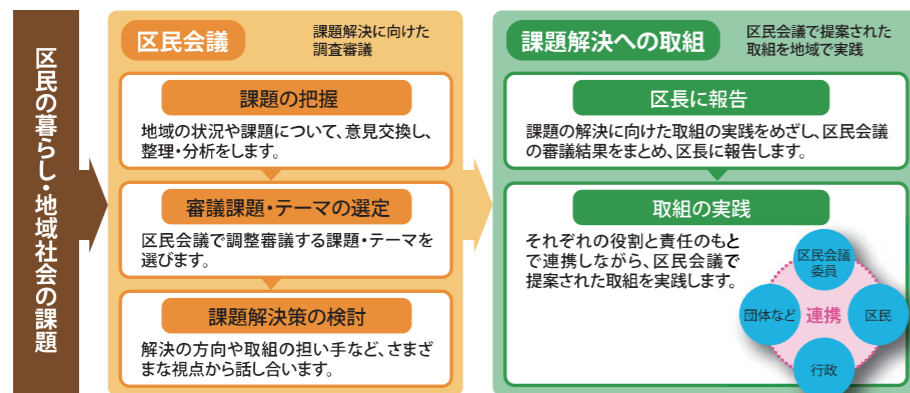 区民の暮らし・地域社会の課題
区民会議
課題解決に向けた
調査審議
課題の把握
地域の状況や課題について、意見交換し、
整理・分析をします。
審議課題・テーマの選定
区民会議で調整審議する課題・テーマを
選びます。
課題解決策の検討
解決の方向や取組の担い手など、さまざ
まな視点から話し合います。
課題解決への取組
区民会議で提案された
取組を地域で実践
区長に報告
課題の解決に向けた取組の実践をめざし、区民会議
の審議結果をまとめ、区長に報告します。
取組の実践
それぞれの役割と責任のもと
で連携しながら、区民会議で
提案された取組を実践します。
区民会議
委員
団体など
連携
区民
行政